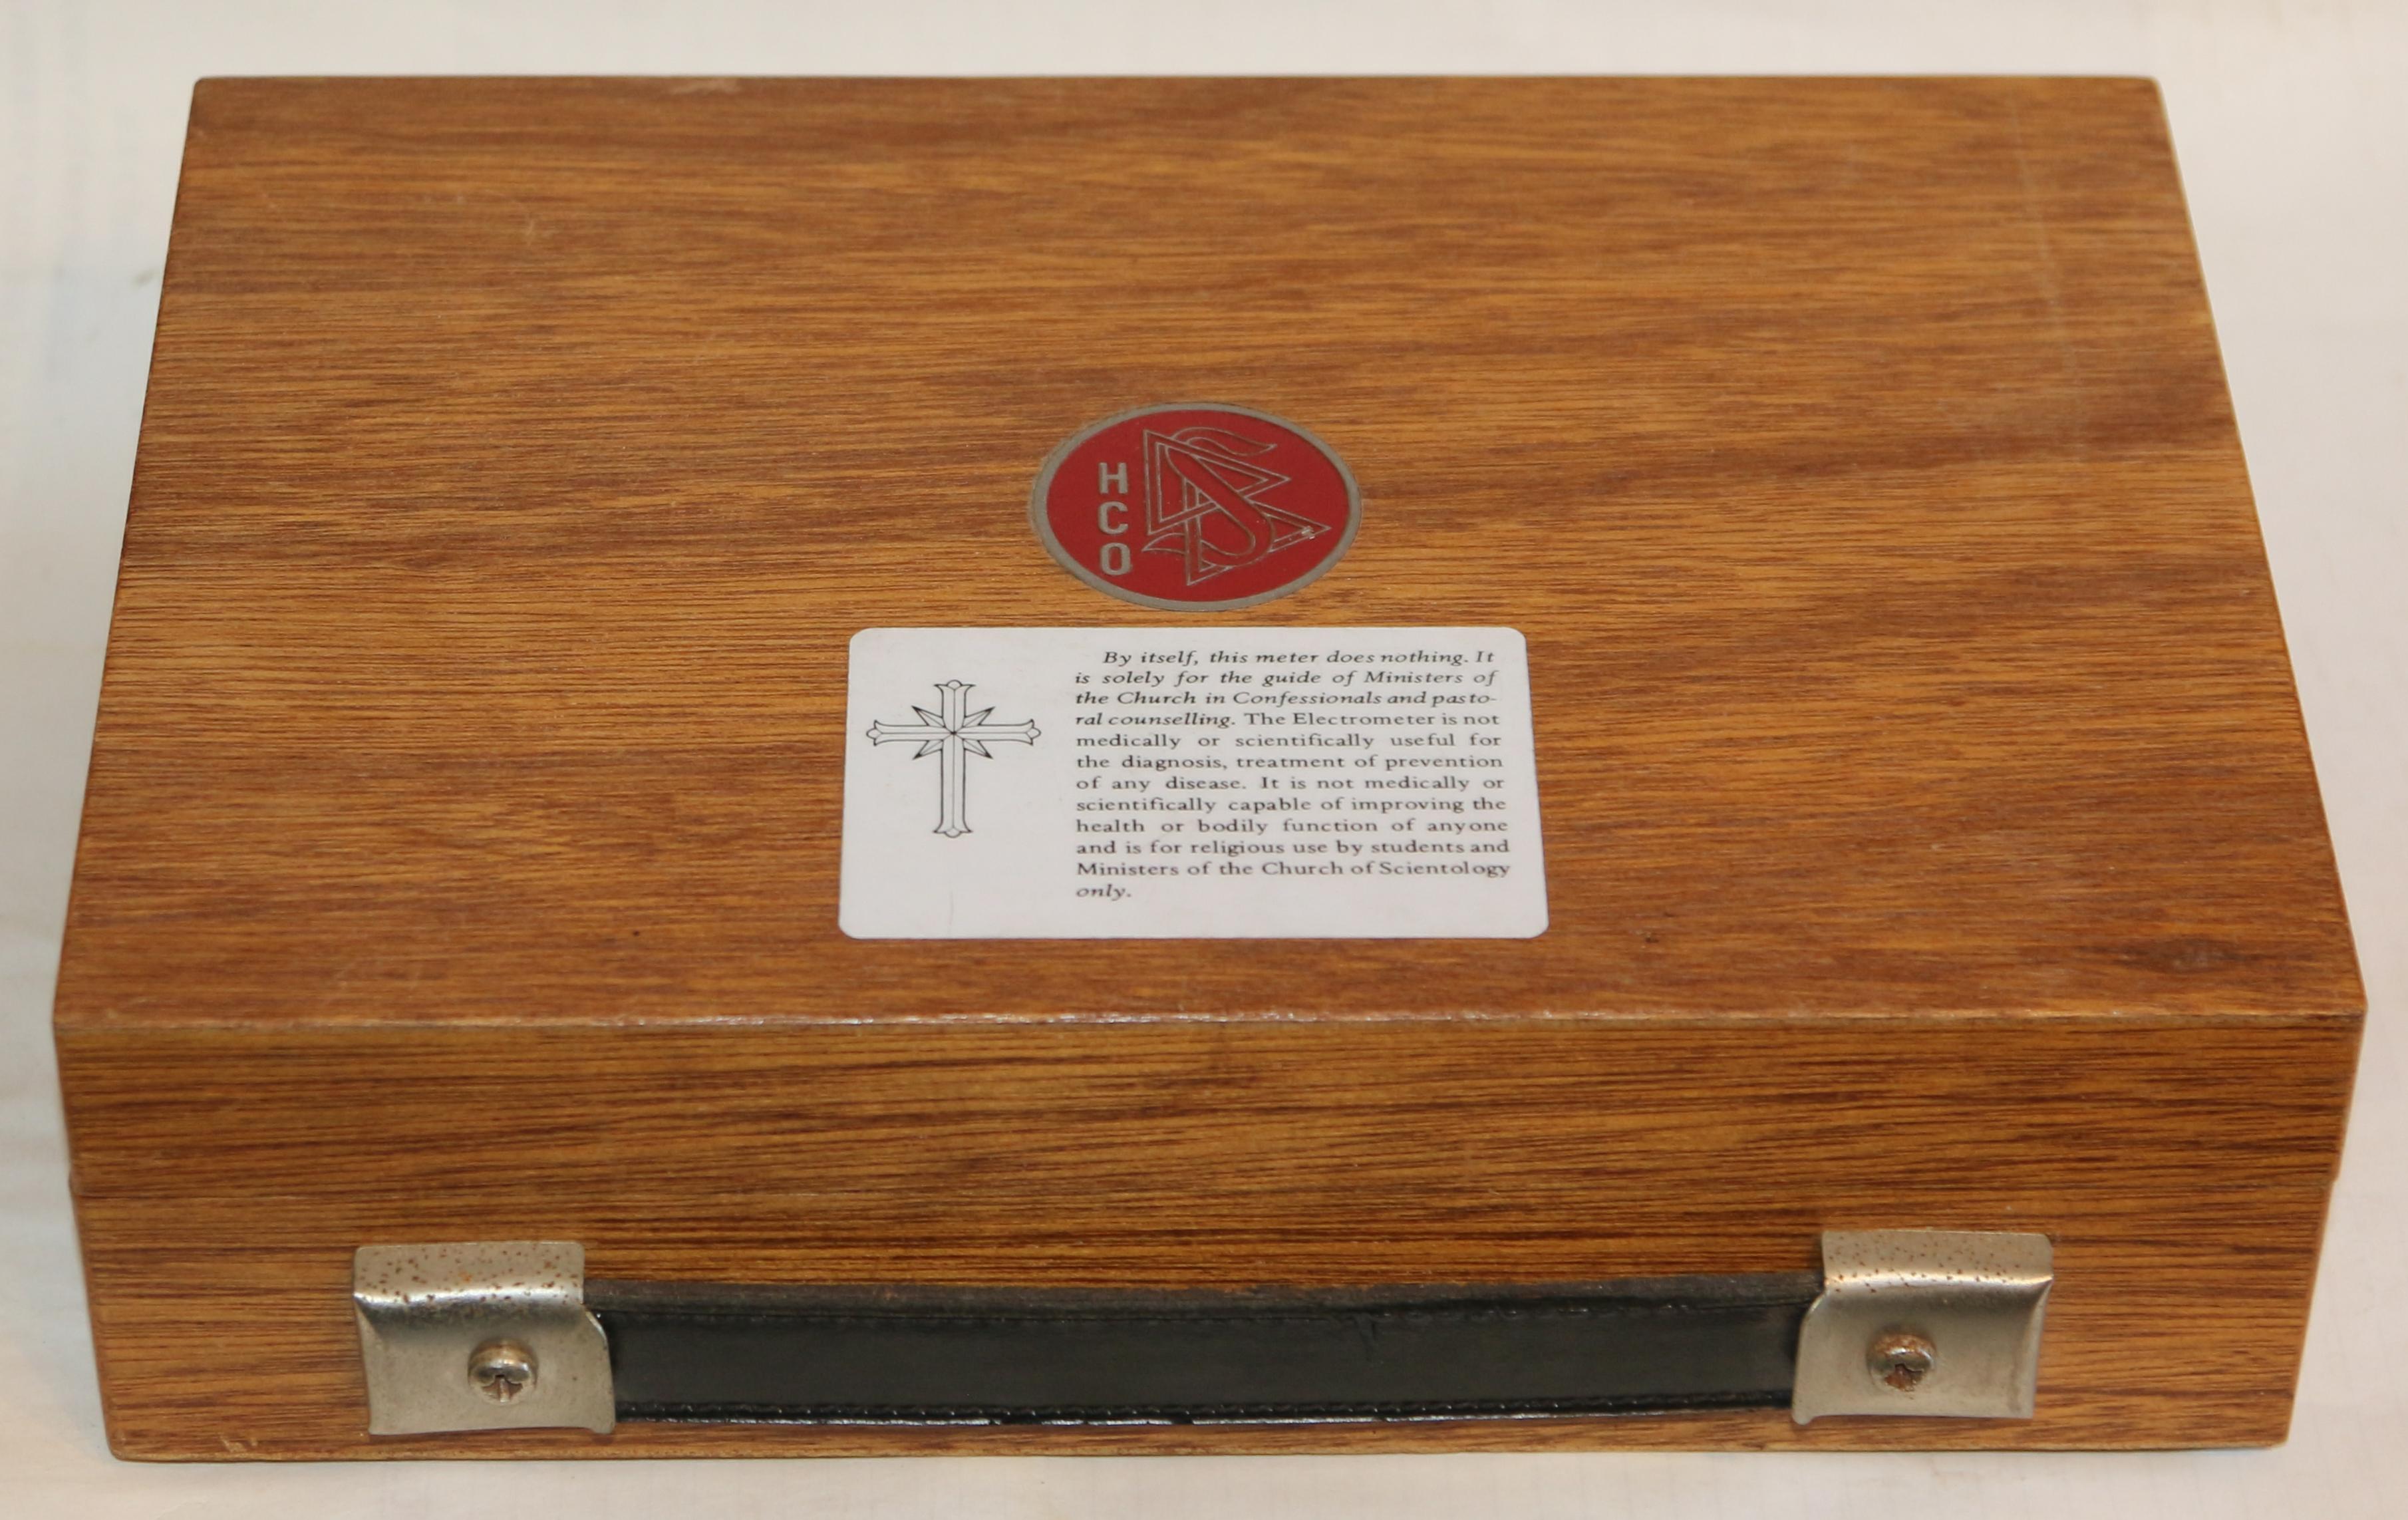 H
C
O
By itself, this meter does nothing. It
is solely for the guide of Ministers of
the Church in Confessionals and pasto-
ral counselling. The Electrometer is not
medically or scientifically useful for
the diagnosis, treatment of prevention
of any disease. It is not medically or
scientifically capable of improving the
health or bodily function of anyone
and is for religious use by students and
Ministers of the Church of Scientology
only.